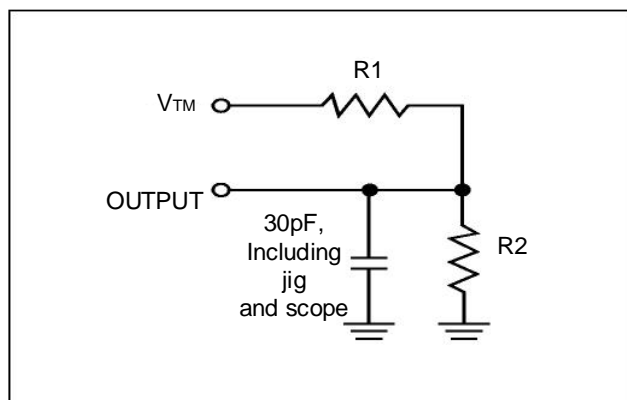 R1
VTM
OUTPUT
30pF,
Including
jig
and scope
R2